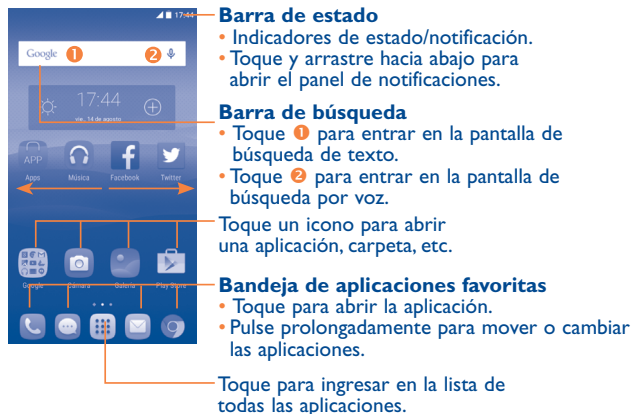 17:44
Barra de estado
• Indicadores de estado/notificación.
• Toque y arrastre hacia abajo para
abrir el panel de notificaciones.
Google 1 2
17:44
vie., 14 de agosto
Barra de búsqueda
• Toque 1 para entrar en la pantalla de
búsqueda de texto.
• Toque 2 para entrar en la pantalla de
búsqueda por voz.
APP
Apps Música Facebook Twitter
Toque un icono para abrir
una aplicación, carpeta, etc.
Google Cámara Galería Play Store
Bandeja de aplicaciones favoritas
• Toque para abrir la aplicación.
• Pulse prolongadamente para mover o cambiar
las aplicaciones.
Toque para ingresar en la lista de
todas las aplicaciones.